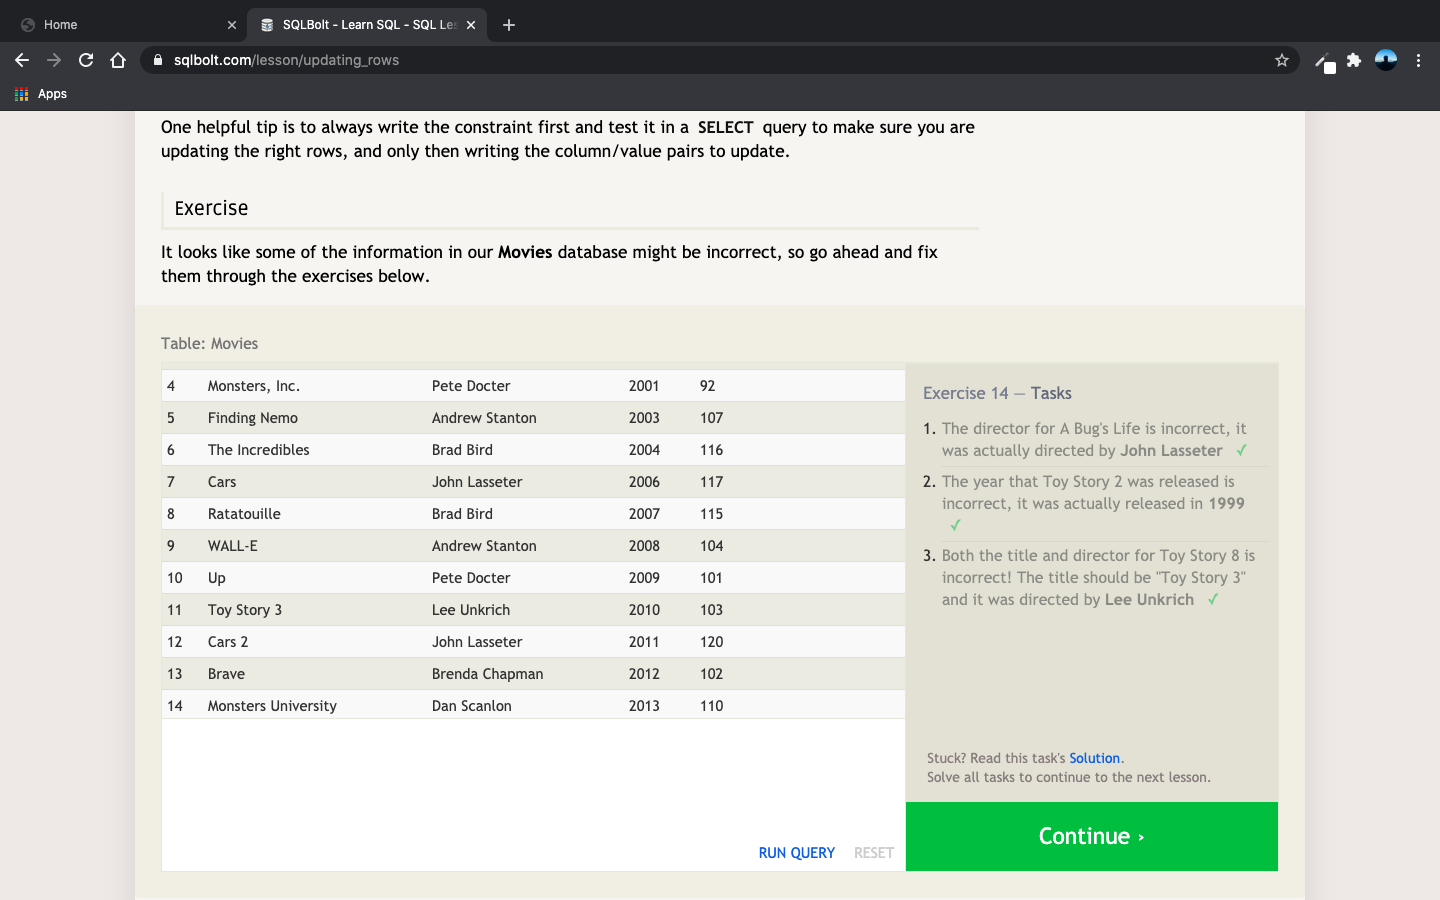 Home
SQLBolt - Learn SQL - SQL Les
sqlbolt.com/lesson/updating_rows
Apps
One helpful tip is to always write the constraint first and test it in a SELECT query to make sure you are
updating the right rows, and only then writing the column/value pairs to update.
Exercise
It looks like some of the information in our Movies database might be incorrect, so go ahead and fix
them through the exercises below.
Table: Movies
4 Monsters, Inc. Pete Docter 2001 92
5 Finding Nemo Andrew Stanton 2003 107
6 The Incredibles Brad Bird 2004 116
7 Cars John Lasseter 2006 117
8 Ratatouille Brad Bird 2007 115
9 WALL-E Andrew Stanton 2008 104
10 Up Pete Docter 2009 101
11 Toy Story 3 Lee Unkrich 2010 103
12 Cars 2 John Lasseter 2011 120
13 Brave Brenda Chapman 2012 102
14 Monsters University Dan Scanlon 2013 110
RUN QUERY RESET
Exercise 14 — Tasks
1. The director for A Bug's Life is incorrect, it
was actually directed by John Lasseter ✓
2. The year that Toy Story 2 was released is
incorrect, it was actually released in 1999
✓
3. Both the title and director for Toy Story 8 is
incorrect! The title should be "Toy Story 3"
and it was directed by Lee Unkrich ✓
Stuck? Read this task's Solution.
Solve all tasks to continue to the next lesson.
Continue ›